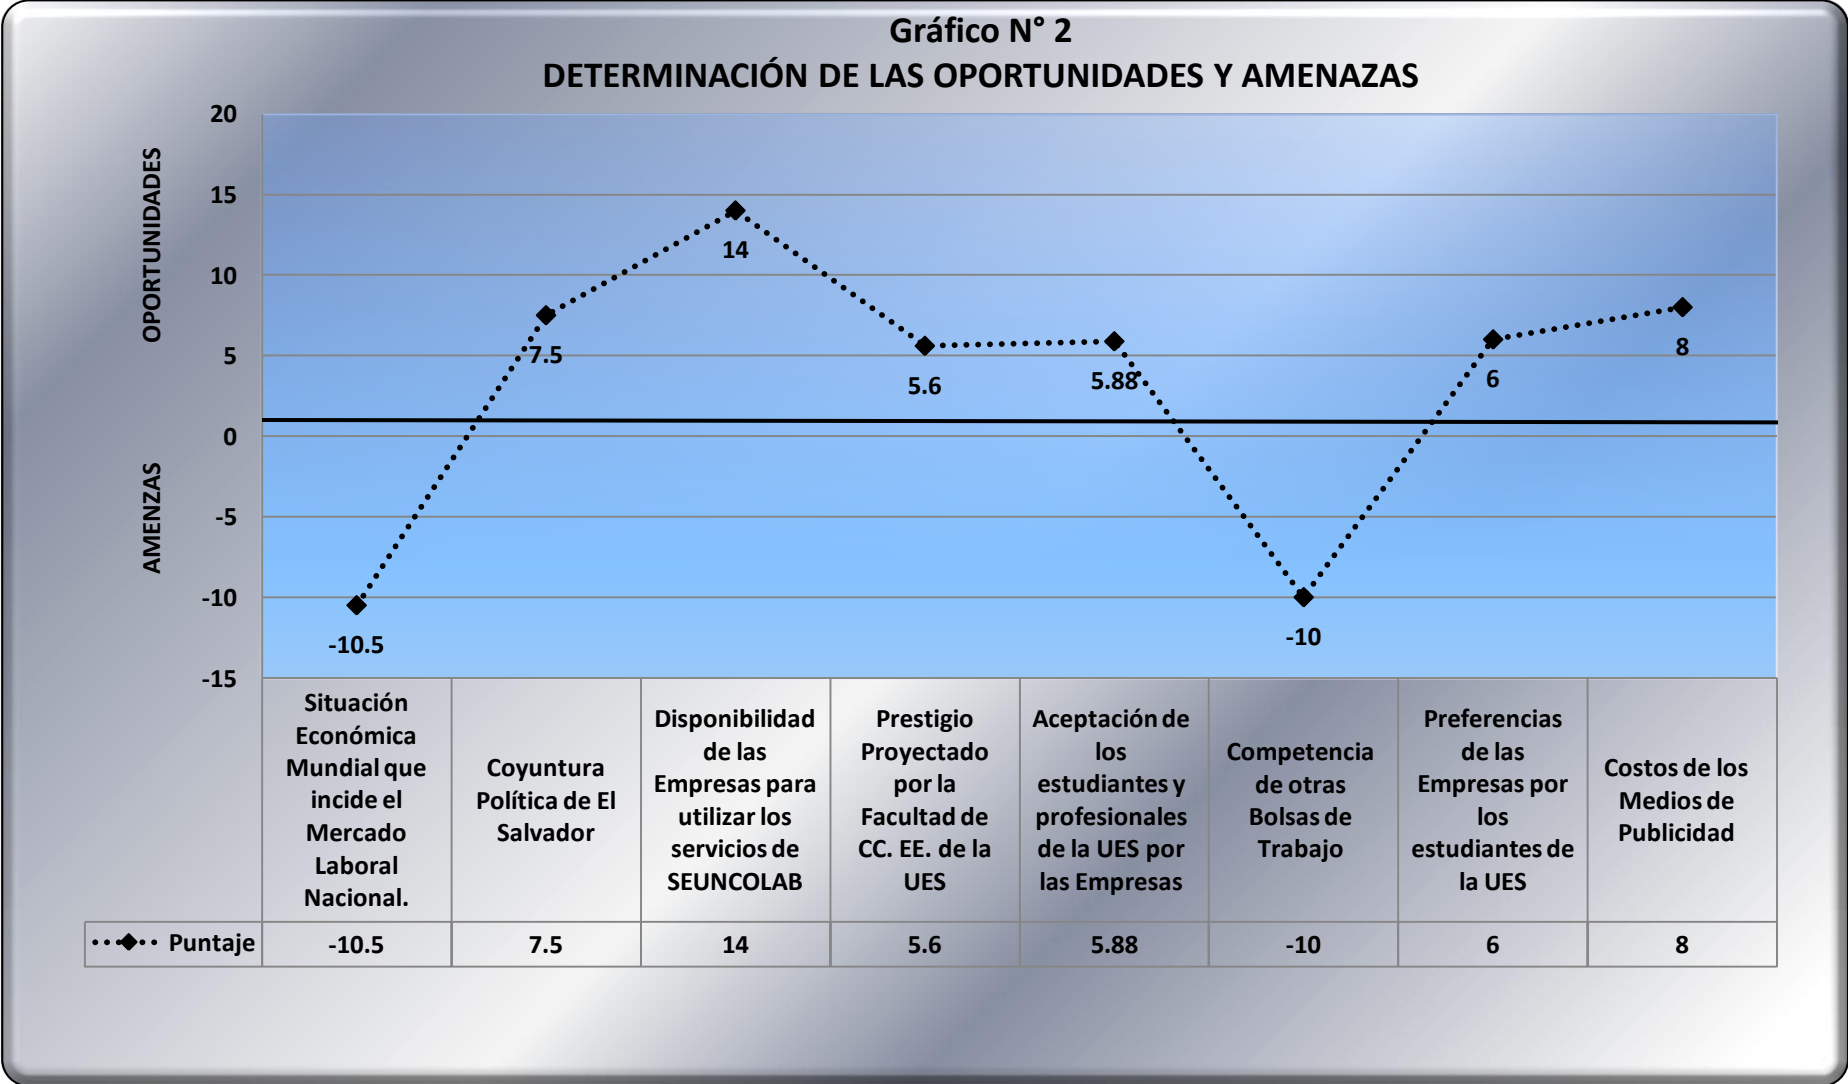 Gráfico N° 2
DETERMINACIÓN DE LAS OPORTUNIDADES Y AMENAZAS
OPORTUNIDADES
AMENZAS
20
15
10
5
0
-5
-10
-15
-10.5
7.5
14
5.6
5.88
-10
6
8
Situación
Económica
Mundial que
incide el
Mercado
Laboral
Nacional.
Coyuntura
Política de El
Salvador
Disponibilidad
de las
Empresas para
utilizar los
servicios de
SEUNCOLAB
Prestigio
Proyectado
por la
Facultad de
CC. EE. de la
UES
Aceptación de
los
estudiantes y
profesionales
de la UES por
las Empresas
Competencia
de otras
Bolsas de
Trabajo
Preferencias
de las
Empresas por
los
estudiantes de
la UES
Costos de los
Medios de
Publicidad
Puntaje -10.5 7.5 14 5.6 5.88 -10 6 8